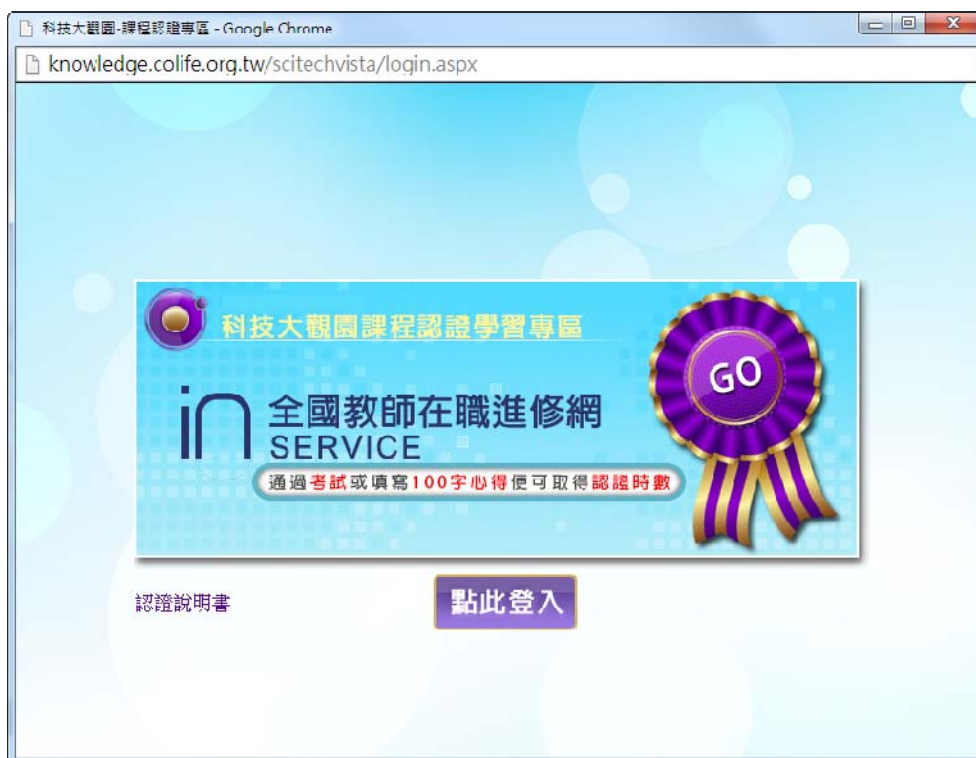 科技大觀園-課程認證專區 - Google Chrome
knowledge.colife.org.tw/scitechvista/login.aspx
科技大觀園課程認證學習專區
GO
in 全國教師在職進修網
SERVICE
通過考試或填寫100字心得便可取得認證時數
認證說明書
點此登入